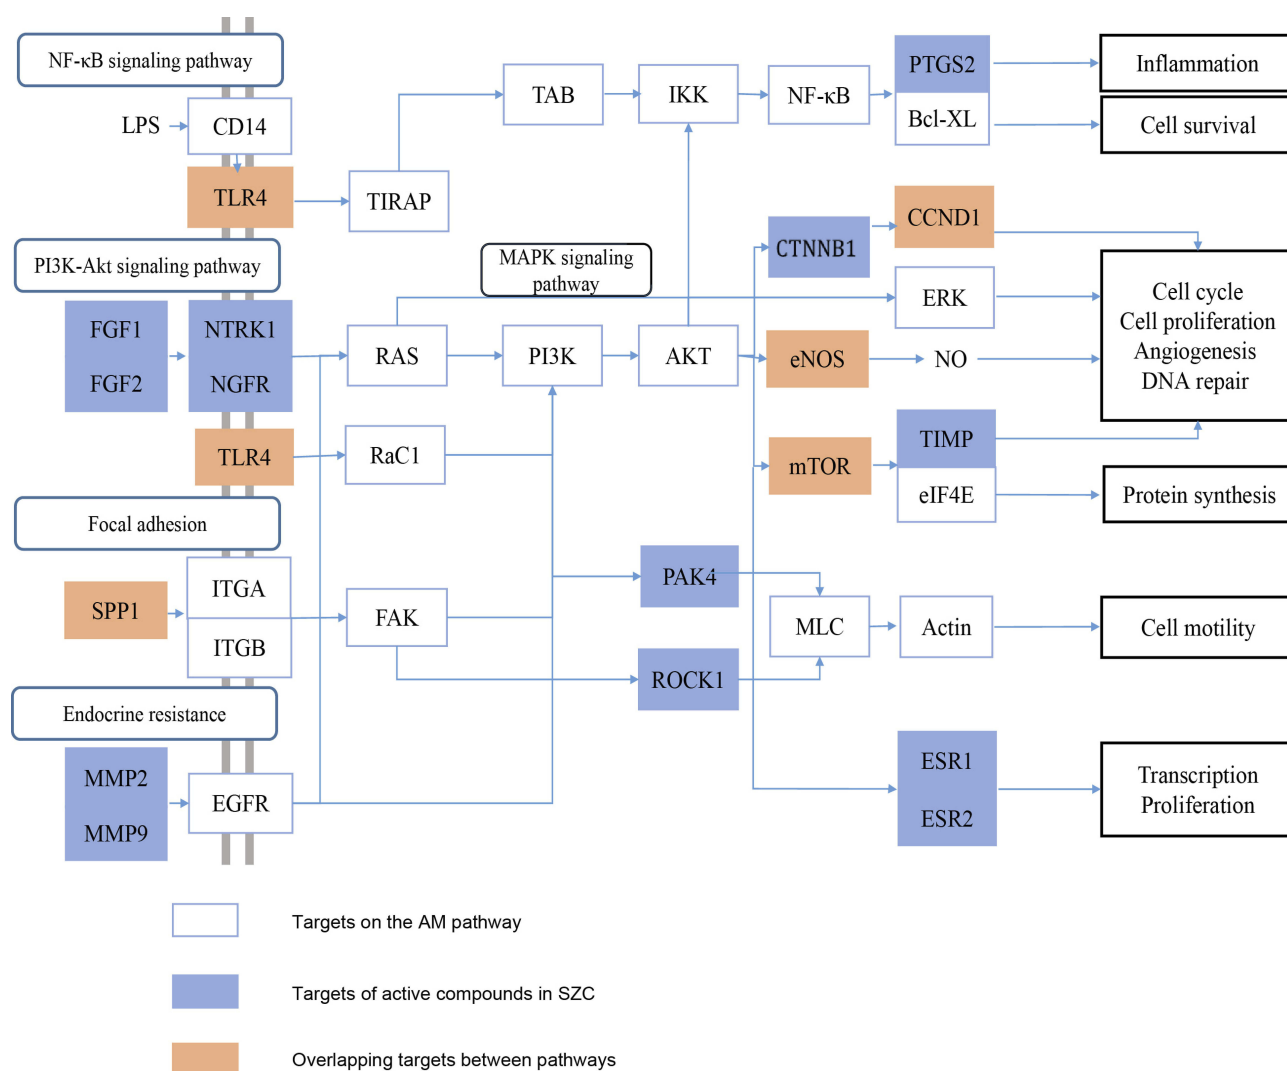 NF-κB signaling pathway
LPS
CD14
TLR4
TIRAP
TAB
IKK
NF-κB
PTGS2
Bcl-XL
Inflammation
Cell survival
PI3K-Akt signaling pathway
MAPK signaling
pathway
FGF1
FGF2
NTRK1
NGFR
RAS
PI3K
AKT
CTNNB1
CCND1
ERK
eNOS
NO
Cell cycle
Cell proliferation
Angiogenesis
DNA repair
TLR4
RaC1
mTOR
TIMP
eIF4E
Protein synthesis
Focal adhesion
SPP1
ITGA
ITGB
FAK
PAK4
ROCK1
MLC
Actin
Cell motility
Endocrine resistance
MMP2
MMP9
EGFR
ESR1
ESR2
Transcription
Proliferation
Targets on the AM pathway
Targets of active compounds in SZC
Overlapping targets between pathways